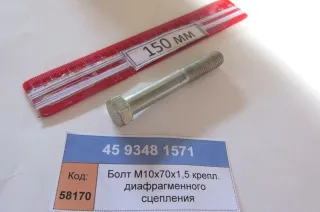 150 мм
45 9348 1571
Код:
58170
Болт М10х70х1,5 крепл.
диафрагменного
сцепления